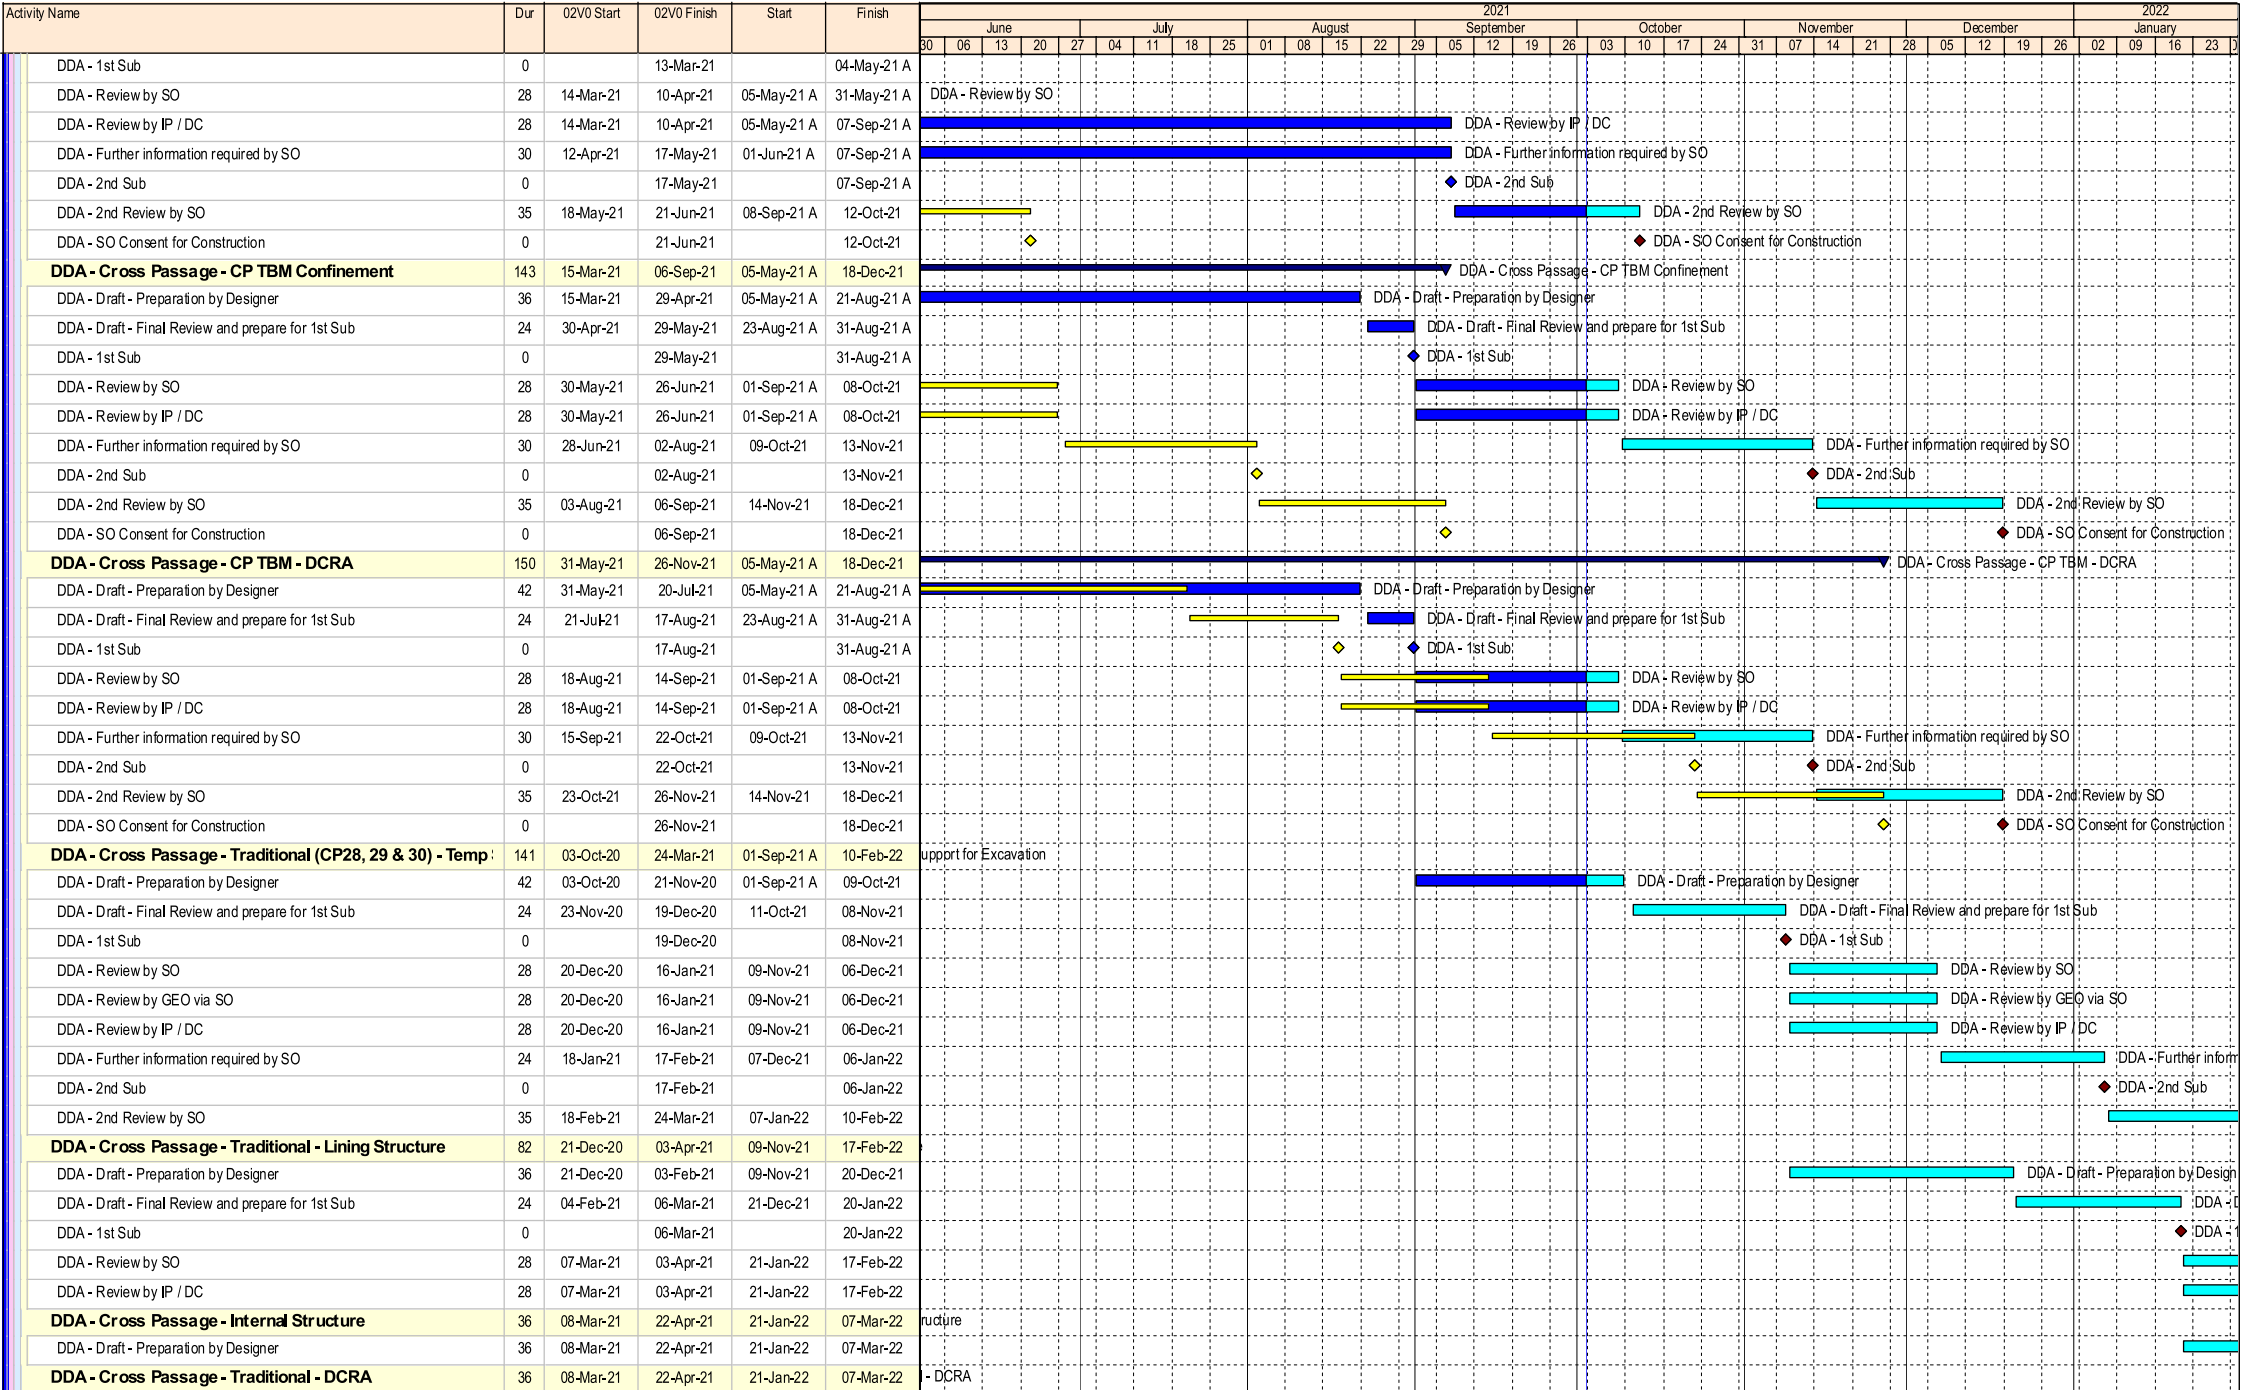 Activity Name Dur 02V0 Start 02V0 Finish Start Finish 2021 2022
June July August September October November December January
30 06 13 20 27 04 11 18 25 01 08 15 22 29 05 12 19 26 03 10 17 24 31 07 14 21 28 05 12 19 26 02 09 16 23
DDA - 1st Sub 0 13-Mar-21 04-May-21 A
DDA - Review by SO 28 14-Mar-21 10-Apr-21 05-May-21 A 31-May-21 A DDA - Review by SO
DDA - Review by IP / DC 28 14-Mar-21 10-Apr-21 05-May-21 A 07-Sep-21 A DDA - Review by IP / DC
DDA - Further information required by SO 30 12-Apr-21 17-May-21 01-Jun-21 A 07-Sep-21 A DDA - Further information required by SO
DDA - 2nd Sub 0 17-May-21 07-Sep-21 A DDA - 2nd Sub
DDA - 2nd Review by SO 35 18-May-21 21-Jun-21 08-Sep-21 A 12-Oct-21 DDA - 2nd Review by SO
DDA - SO Consent for Construction 0 21-Jun-21 12-Oct-21 DDA - SO Consent for Construction
DDA - Cross Passage - CP TBM Confinement 143 15-Mar-21 06-Sep-21 05-May-21 A 18-Dec-21 DDA - Cross Passage - CP TBM Confinement
DDA - Draft - Preparation by Designer 36 15-Mar-21 29-Apr-21 05-May-21 A 21-Aug-21 A DDA - Draft - Preparation by Designer
DDA - Draft - Final Review and prepare for 1st Sub 24 30-Apr-21 29-May-21 23-Aug-21 A 31-Aug-21 A DDA - Draft - Final Review and prepare for 1st Sub
DDA - 1st Sub 0 29-May-21 31-Aug-21 A DDA - 1st Sub
DDA - Review by SO 28 30-May-21 26-Jun-21 01-Sep-21 A 08-Oct-21 DDA - Review by SO
DDA - Review by IP / DC 28 30-May-21 26-Jun-21 01-Sep-21 A 08-Oct-21 DDA - Review by IP / DC
DDA - Further information required by SO 30 28-Jun-21 02-Aug-21 09-Oct-21 13-Nov-21 DDA - Further information required by SO
DDA - 2nd Sub 0 02-Aug-21 13-Nov-21 DDA - 2nd Sub
DDA - 2nd Review by SO 35 03-Aug-21 06-Sep-21 14-Nov-21 18-Dec-21 DDA - 2nd Review by SO
DDA - SO Consent for Construction 0 06-Sep-21 18-Dec-21 DDA - SO Consent for Construction
DDA - Cross Passage - CP TBM - DCRA 150 31-May-21 26-Nov-21 05-May-21 A 18-Dec-21 DDA - Cross Passage - CP TBM - DCRA
DDA - Draft - Preparation by Designer 42 31-May-21 20-Jul-21 05-May-21 A 21-Aug-21 A DDA - Draft - Preparation by Designer
DDA - Draft - Final Review and prepare for 1st Sub 24 21-Jul-21 17-Aug-21 23-Aug-21 A 31-Aug-21 A DDA - Draft - Final Review and prepare for 1st Sub
DDA - 1st Sub 0 17-Aug-21 31-Aug-21 A DDA - 1st Sub
DDA - Review by SO 28 18-Aug-21 14-Sep-21 01-Sep-21 A 08-Oct-21 DDA - Review by SO
DDA - Review by IP / DC 28 18-Aug-21 14-Sep-21 01-Sep-21 A 08-Oct-21 DDA - Review by IP / DC
DDA - Further information required by SO 30 15-Sep-21 22-Oct-21 09-Oct-21 13-Nov-21 DDA - Further information required by SO
DDA - 2nd Sub 0 22-Oct-21 13-Nov-21 DDA - 2nd Sub
DDA - 2nd Review by SO 35 23-Oct-21 26-Nov-21 14-Nov-21 18-Dec-21 DDA - 2nd Review by SO
DDA - SO Consent for Construction 0 26-Nov-21 18-Dec-21 DDA - SO Consent for Construction
DDA - Cross Passage - Traditional (CP28, 29 & 30) - Temp 141 03-Oct-20 24-Mar-21 01-Sep-21 A 10-Feb-22 upport for Excavation
DDA - Draft - Preparation by Designer 42 03-Oct-20 21-Nov-20 01-Sep-21 A 09-Oct-21 DDA - Draft - Preparation by Designer
DDA - Draft - Final Review and prepare for 1st Sub 24 23-Nov-20 19-Dec-20 11-Oct-21 08-Nov-21 DDA - Draft - Final Review and prepare for 1st Sub
DDA - 1st Sub 0 19-Dec-20 08-Nov-21 DDA - 1st Sub
DDA - Review by SO 28 20-Dec-20 16-Jan-21 09-Nov-21 06-Dec-21 DDA - Review by SO
DDA - Review by GEO via SO 28 20-Dec-20 16-Jan-21 09-Nov-21 06-Dec-21 DDA - Review by GEO via SO
DDA - Review by IP / DC 28 20-Dec-20 16-Jan-21 09-Nov-21 06-Dec-21 DDA - Review by IP / DC
DDA - Further information required by SO 24 18-Jan-21 17-Feb-21 07-Dec-21 06-Jan-22 DDA - Further inform
DDA - 2nd Sub 0 17-Feb-21 06-Jan-22 DDA - 2nd Sub
DDA - 2nd Review by SO 35 18-Feb-21 24-Mar-21 07-Jan-22 10-Feb-22
DDA - Cross Passage - Traditional - Lining Structure 82 21-Dec-20 03-Apr-21 09-Nov-21 17-Feb-22
DDA - Draft - Preparation by Designer 36 21-Dec-20 03-Feb-21 09-Nov-21 20-Dec-21 DDA - Draft - Preparation by Design
DDA - Draft - Final Review and prepare for 1st Sub 24 04-Feb-21 06-Mar-21 21-Dec-21 20-Jan-22 DDA -
DDA - 1st Sub 0 06-Mar-21 20-Jan-22 DDA -
DDA - Review by SO 28 07-Mar-21 03-Apr-21 21-Jan-22 17-Feb-22
DDA - Review by IP / DC 28 07-Mar-21 03-Apr-21 21-Jan-22 17-Feb-22
DDA - Cross Passage - Internal Structure 36 08-Mar-21 22-Apr-21 21-Jan-22 07-Mar-22 ructure
DDA - Draft - Preparation by Designer 36 08-Mar-21 22-Apr-21 21-Jan-22 07-Mar-22
DDA - Cross Passage - Traditional - DCRA 36 08-Mar-21 22-Apr-21 21-Jan-22 07-Mar-22 - DCRA